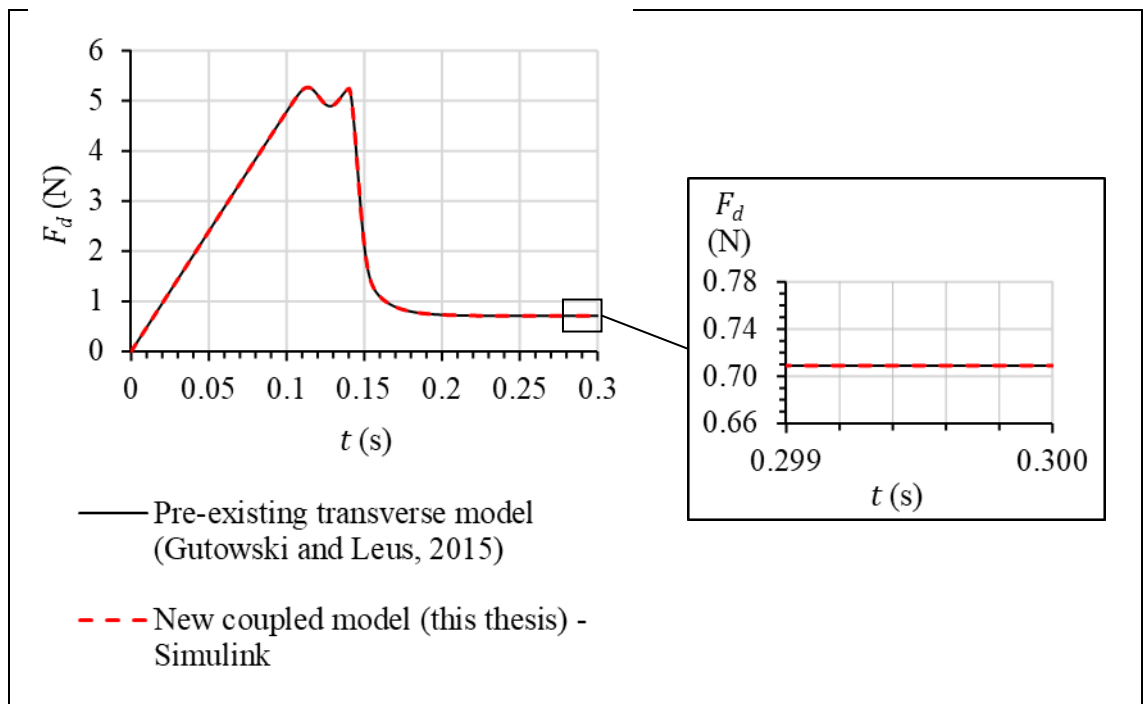 6
5
4
3
2
1
0
F_d (N)
0 0.05 0.1 0.15 0.2 0.25 0.3
t (s)
F_d
(N)
0.78
0.74
0.70
0.66
0.299 0.300
t (s)
Pre-existing transverse model
(Gutowski and Leus, 2015)
New coupled model (this thesis) -
Simulink